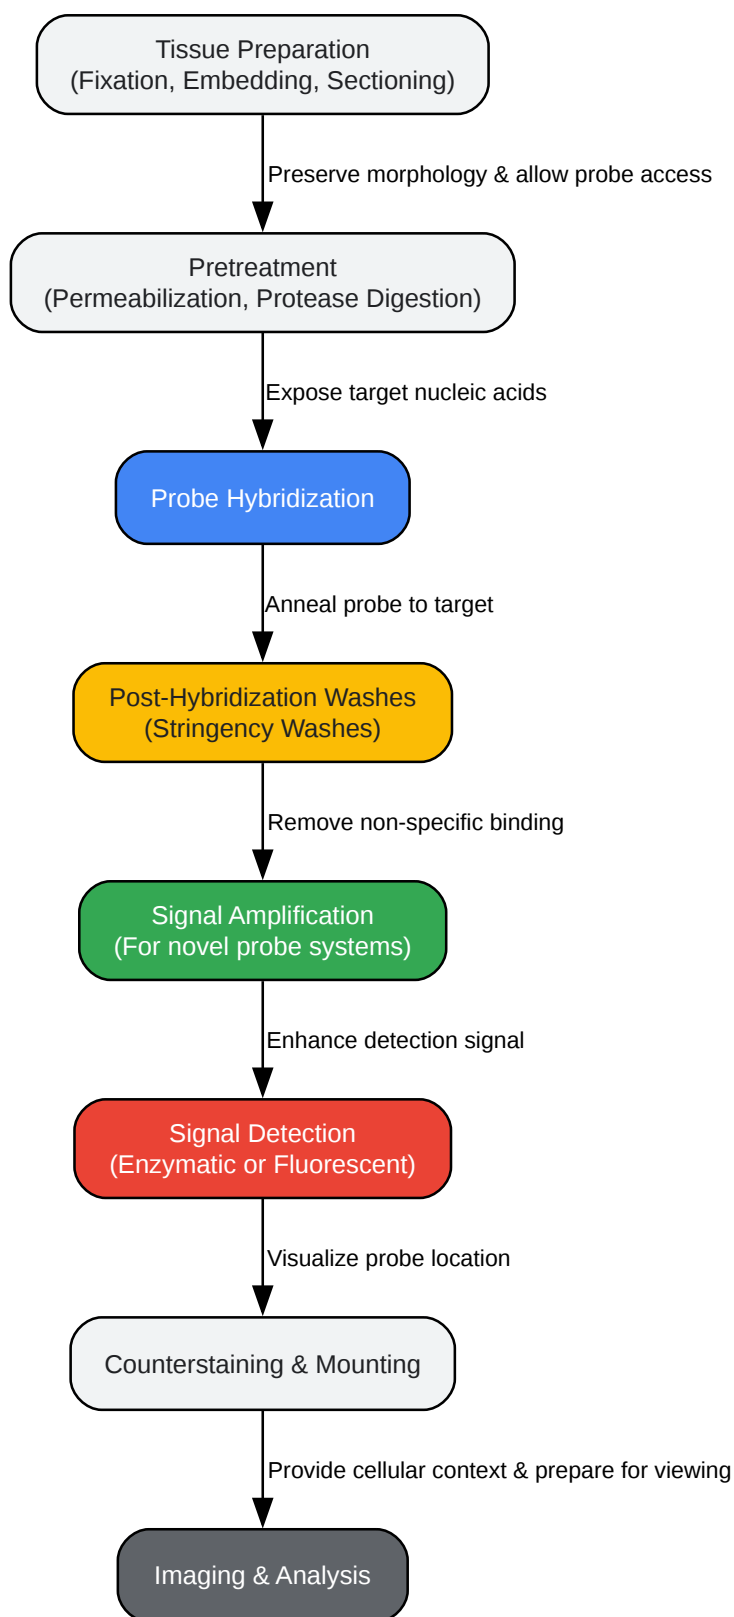 Tissue Preparation
(Fixation, Embedding, Sectioning)
Preserve morphology & allow probe access
Pretreatment
(Permeabilization, Protease Digestion)
Expose target nucleic acids
Probe Hybridization
Anneal probe to target
Post-Hybridization Washes
(Stringency Washes)
Remove non-specific binding
Signal Amplification
(For novel probe systems)
Enhance detection signal
Signal Detection
(Enzymatic or Fluorescent)
Visualize probe location
Counterstaining & Mounting
Provide cellular context & prepare for viewing
Imaging & Analysis